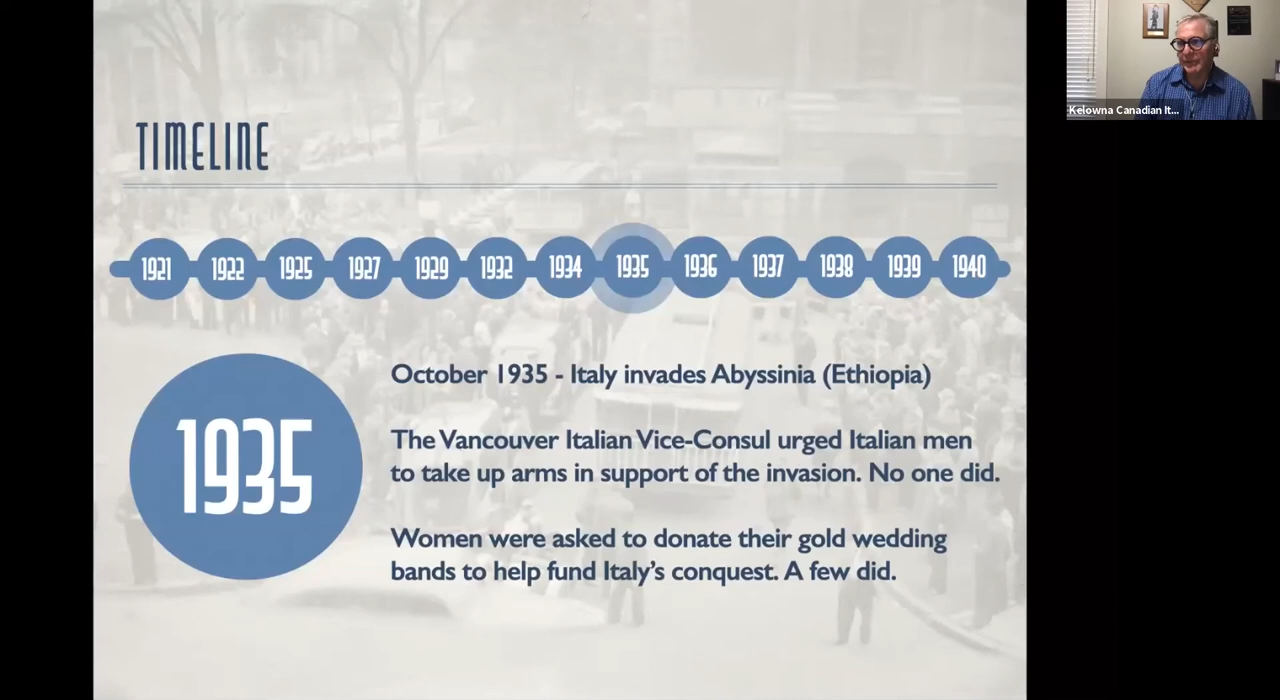 TIMELINE
1921 1922 1925 1927 1929 1932 1934 1935 1936 1937 1938 1939 1940
1935
October 1935 - Italy invades Abyssinia (Ethiopia)
The Vancouver Italian Vice-Consul urged Italian men
to take up arms in support of the invasion. No one did.
Women were asked to donate their gold wedding
bands to help fund Italy's conquest. A few did.
Kelowna Canadian It...